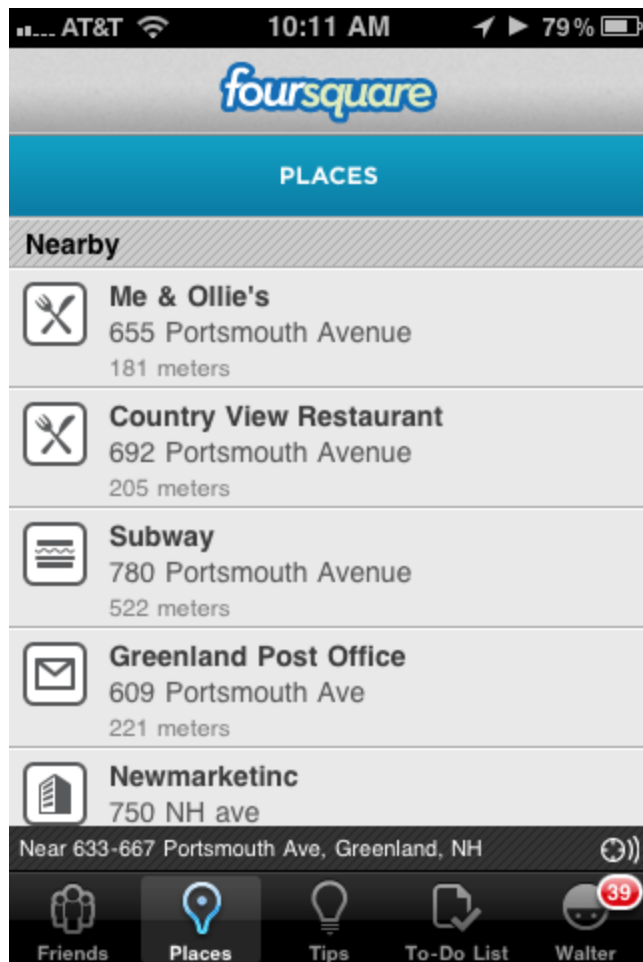 AT&T 10:11 AM 79%
foursquare
PLACES
Nearby
Me & Ollie's
655 Portsmouth Avenue
181 meters
Country View Restaurant
692 Portsmouth Avenue
205 meters
Subway
780 Portsmouth Avenue
522 meters
Greenland Post Office
609 Portsmouth Ave
221 meters
Newmarketinc
750 NH ave
Near 633-667 Portsmouth Ave, Greenland, NH
39
Friends Places Tips To-Do List Walter